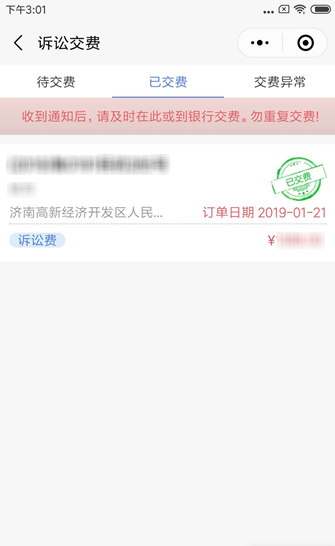 下午3:01
诉讼交费
待交费 已交费 交费异常
收到通知后，请及时在此或到银行交费。勿重复交费!
已交费
济南高新经济开发区人民... 订单日期 2019-01-21
诉讼费 ¥